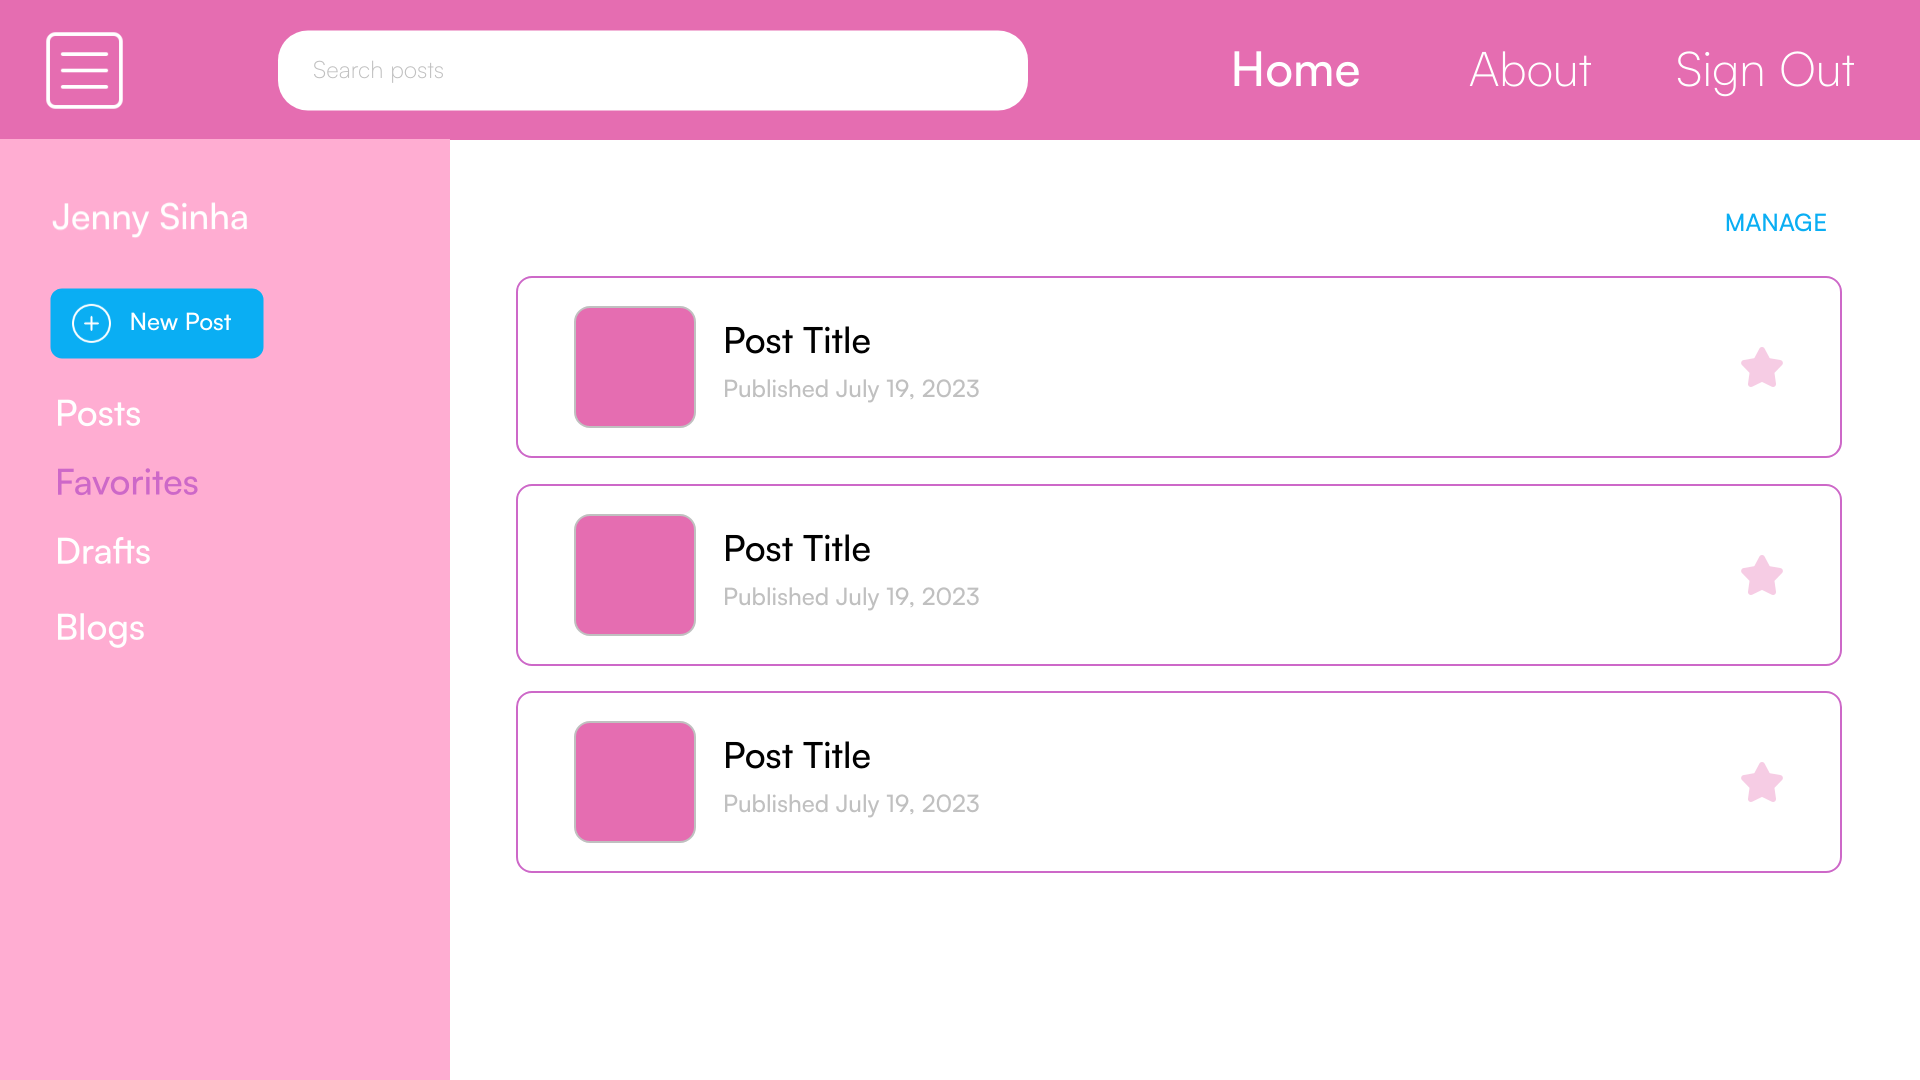 Search posts
Home
About
Sign Out
Jenny Sinha
New Post
Posts
Favorites
Drafts
Blogs
MANAGE
Post Title
Published July 19, 2023
Post Title
Published July 19, 2023
Post Title
Published July 19, 2023